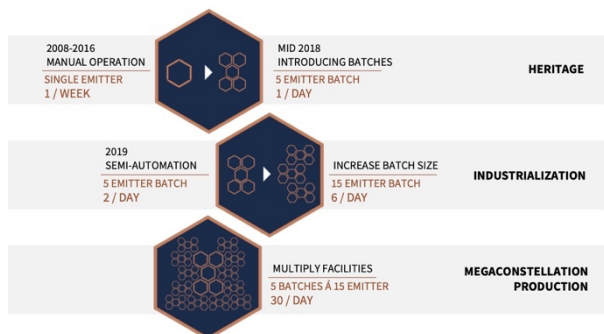 2008-2016
MANUAL OPERATION
SINGLE EMITTER
1 / WEEK
MID 2018
INTRODUCING BATCHES
5 EMITTER BATCH
1 / DAY
HERITAGE
2019
SEMI-AUTOMATION
5 EMITTER BATCH
2 / DAY
INCREASE BATCH SIZE
15 EMITTER BATCH
6 / DAY
INDUSTRIALIZATION
MULTIPLY FACILITIES
5 BATCHES Á 15 EMITTER
30 / DAY
MEGACONSTELLATION
PRODUCTION